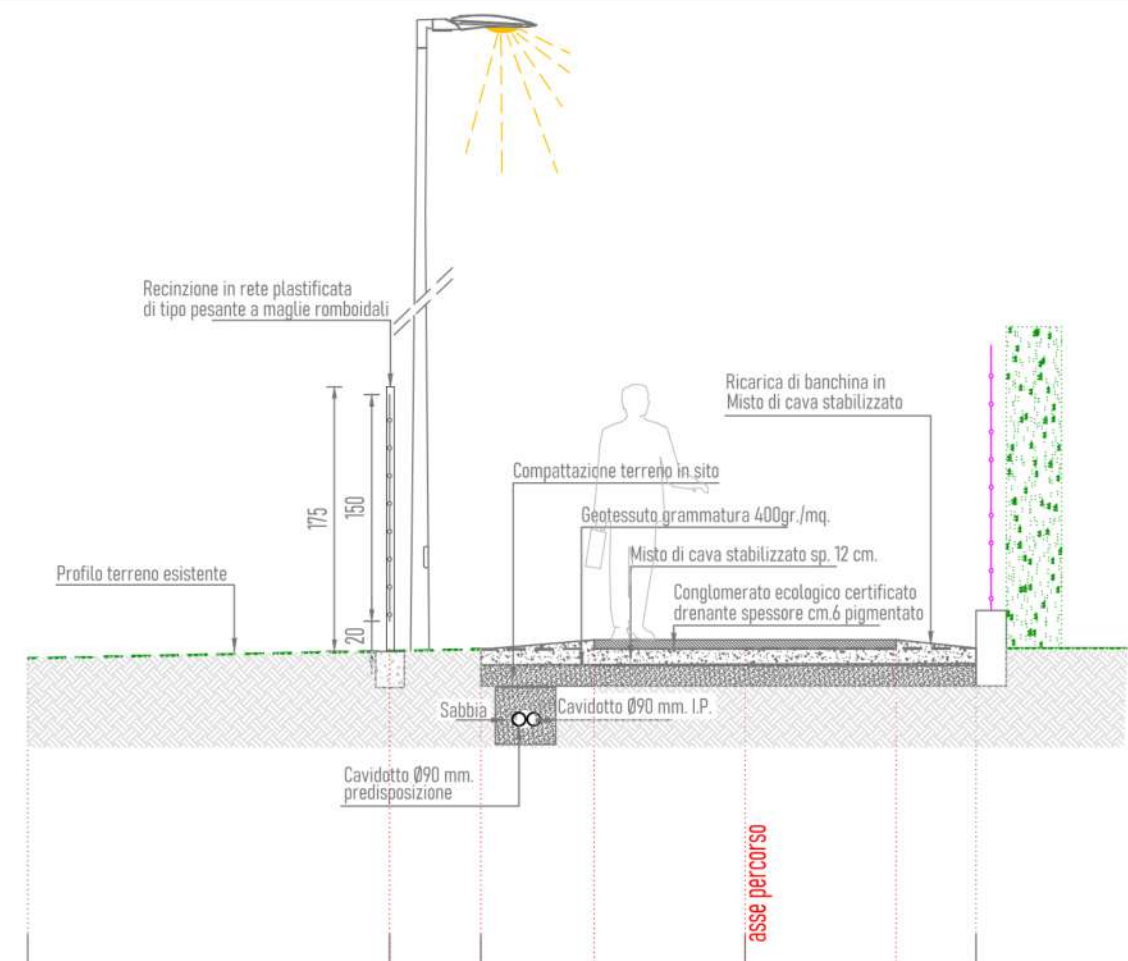 Recinzione in rete plastificata
di tipo pesante a maglie romboidali
Ricarica di banchina in
Misto di cava stabilizzato
Compattazione terreno in sito
175
150
Geotessuto grammatura 400gr./mq.
Misto di cava stabilizzato sp. 12 cm.
Profilo terreno esistente
Conglomerato ecologico certificato
drenante spessore cm.6 pigmentato
20
Sabbia
Cavidotto Ø90 mm. I.P.
Cavidotto Ø90 mm.
predisposizione
asse percorso